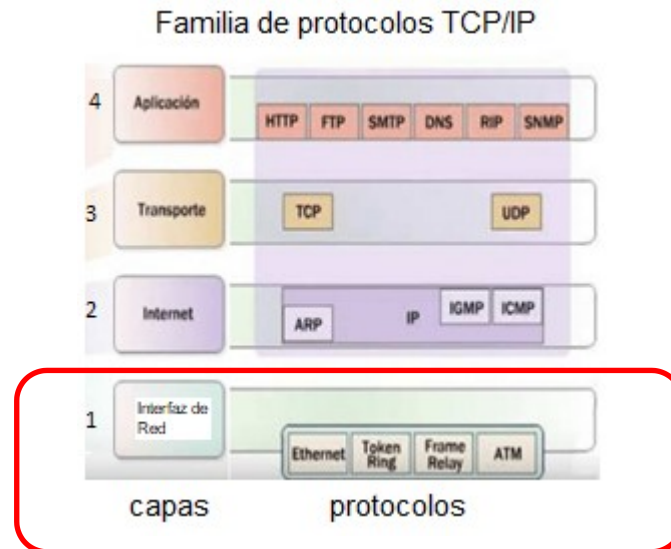 Familia de protocolos TCP/IP
4 Aplicación
HTTP FTP SMTP DNS RIP SNMP
3 Transporte TCP UDP
2 Internet ARP IP IGMP ICMP
1 Interfaz de
Red
Ethernet Token
Ring Frame
Relay ATM
capas protocolos